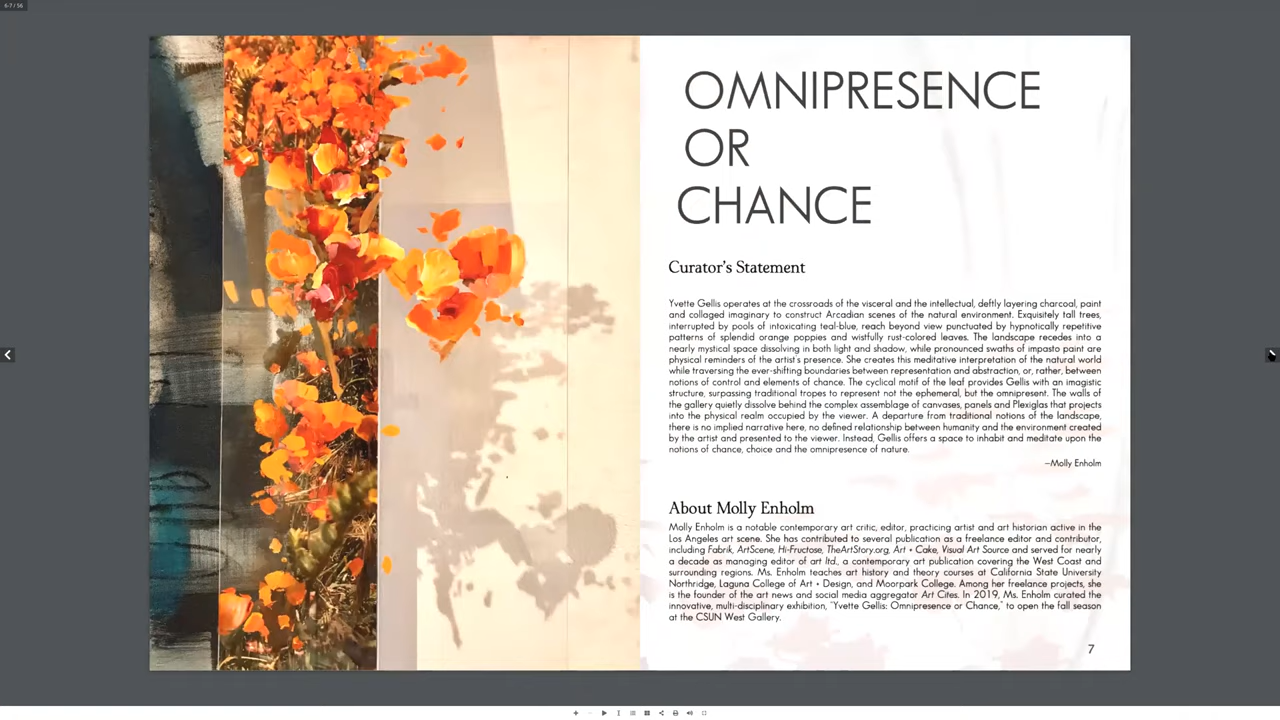 6-7 / 56
OMNIPRESENCE
OR
CHANCE
Curator's Statement
Yvette Gellis operates at the crossroads of the visceral and the intellectual, deftly layering charcoal, paint
and collaged imaginary to construct Arcadian scenes of the natural environment. Exquisitely tall trees,
interrupted by pools of intoxicating teal-blue, reach beyond view punctuated by hypnotically repetitive
patterns of splendid orange poppies and wistfully rust-colored leaves. The landscape recedes into a
nearly mystical space dissolving in both light and shadow, while pronounced swaths of impasto paint are
physical reminders of the artist's presence. She creates this meditative interpretation of the natural world
while traversing the ever-shifting boundaries between representation and abstraction, or, rather, between
notions of control and elements of chance. The cyclical motif of the leaf provides Gellis with an imagistic
structure, surpassing traditional tropes to represent not the ephemeral, but the omnipresent. The walls of
the gallery quietly dissolve behind the complex assemblage of canvases, panels and Plexiglas that projects
into the physical realm occupied by the viewer. A departure from traditional notions of the landscape,
there is no implied narrative here, no defined relationship between humanity and the environment created
by the artist and presented to the viewer. Instead, Gellis offers a space to inhabit and meditate upon the
notions of chance, choice and the omnipresence of nature.
—Molly Enholm
About Molly Enholm
Molly Enholm is a notable contemporary art critic, editor, practicing artist and art historian active in the
Los Angeles art scene. She has contributed to several publication as a freelance editor and contributor,
including Fabrik, ArtScene, Hi-Fructose, TheArtStory.org, Art + Cake, Visual Art Source and served for nearly
a decade as managing editor of art ltd., a contemporary art publication covering the West Coast and
surrounding regions. Ms. Enholm teaches art history and theory courses at California State University
Northridge, Laguna College of Art + Design, and Moorpark College. Among her freelance projects, she
is the founder of the art news and social media aggregator Art Cites. In 2019, Ms. Enholm curated the
innovative, multi-disciplinary exhibition, "Yvette Gellis: Omnipresence or Chance," to open the fall season
at the CSUN West Gallery.
7